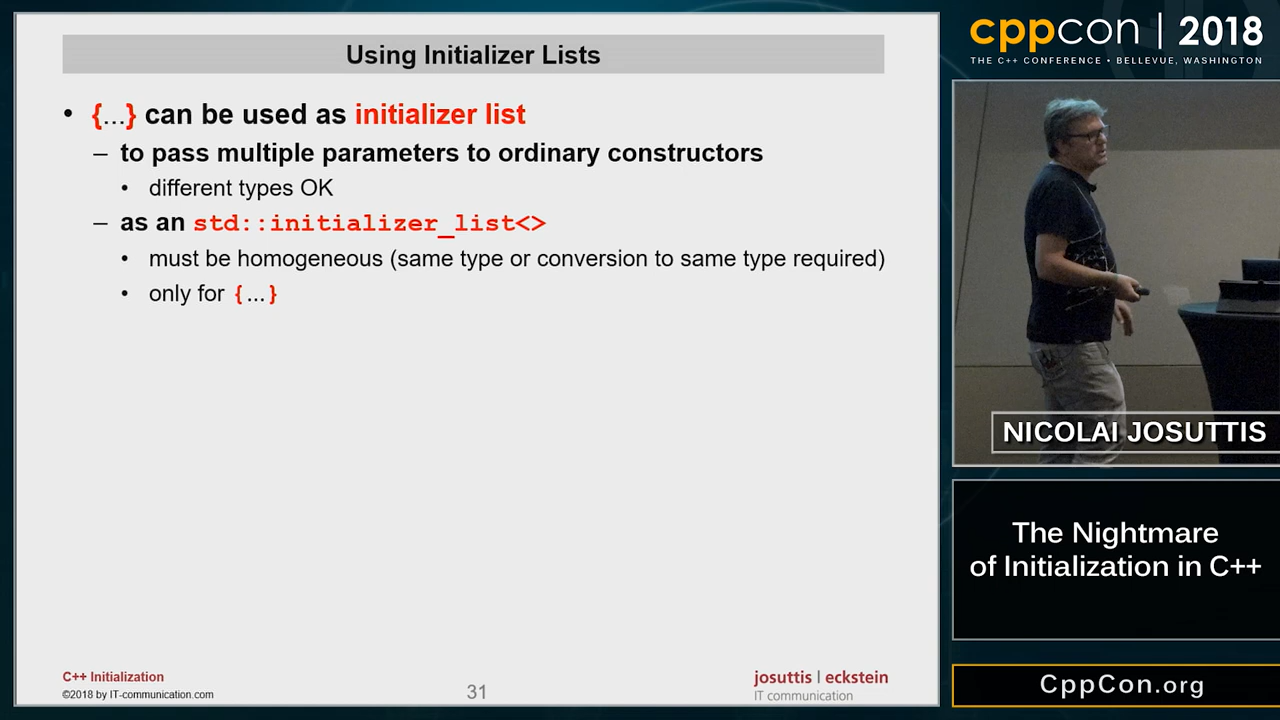 Using Initializer Lists
• {...} can be used as initializer list
– to pass multiple parameters to ordinary constructors
• different types OK
– as an std::initializer_list<>
• must be homogeneous (same type or conversion to same type required)
• only for {...}
C++ Initialization
©2018 by IT-communication.com
31
josuttis | eckstein
IT communication
cppcon | 2018
THE C++ CONFERENCE • BELLEVUE, WASHINGTON
NICOLAI JOSUTTIS
The Nightmare
of Initialization in C++
CppCon.org